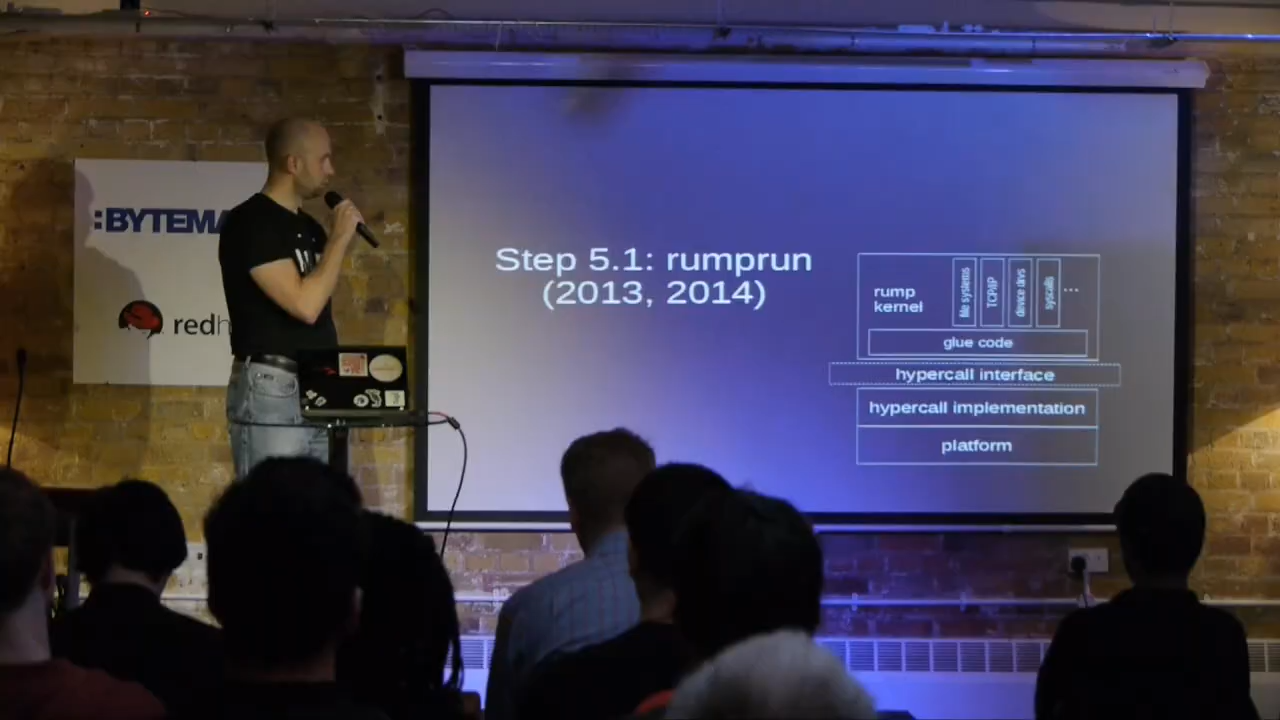 :BYTEMA
redh
Step 5.1: rumprun
(2013, 2014)
rump
kernel
file systems
TCP/IP
device drvs
syscalls
...
glue code
hypercall interface
hypercall implementation
platform